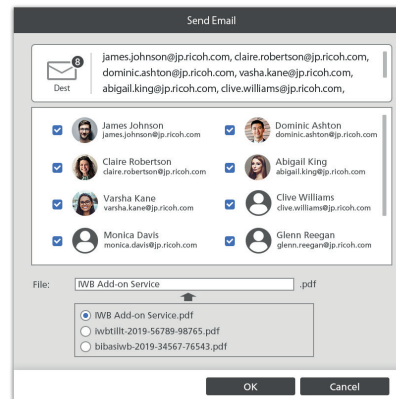 Send Email
8
Dest
james.johnson@jp.ricoh.com, claire.robertson@jp.ricoh.com,
dominic.ashton@jp.ricoh.com, vasha.kane@jp.ricoh.com,
abigail.king@jp.ricoh.com, clive.williams@jp.ricoh.com,
James Johnson
james.johnson@jp.ricoh.com
Dominic Ashton
dominic.ashton@jp.ricoh.com
Claire Robertson
claire.robertson@jp.ricoh.com
Abigail King
abigail.king@jp.ricoh.com
Varsha Kane
varsha.kane@jp.ricoh.com
Clive Williams
clive.williams@jp.ricoh.com
Monica Davis
monica.davis@jp.ricoh.com
Glenn Reegan
glenn.reegan@jp.ricoh.com
File: IWB Add-on Service .pdf
IWB Add-on Service.pdf
iwbtillt-2019-56789-98765.pdf
bibasiwb-2019-34567-76543.pdf
OK Cancel